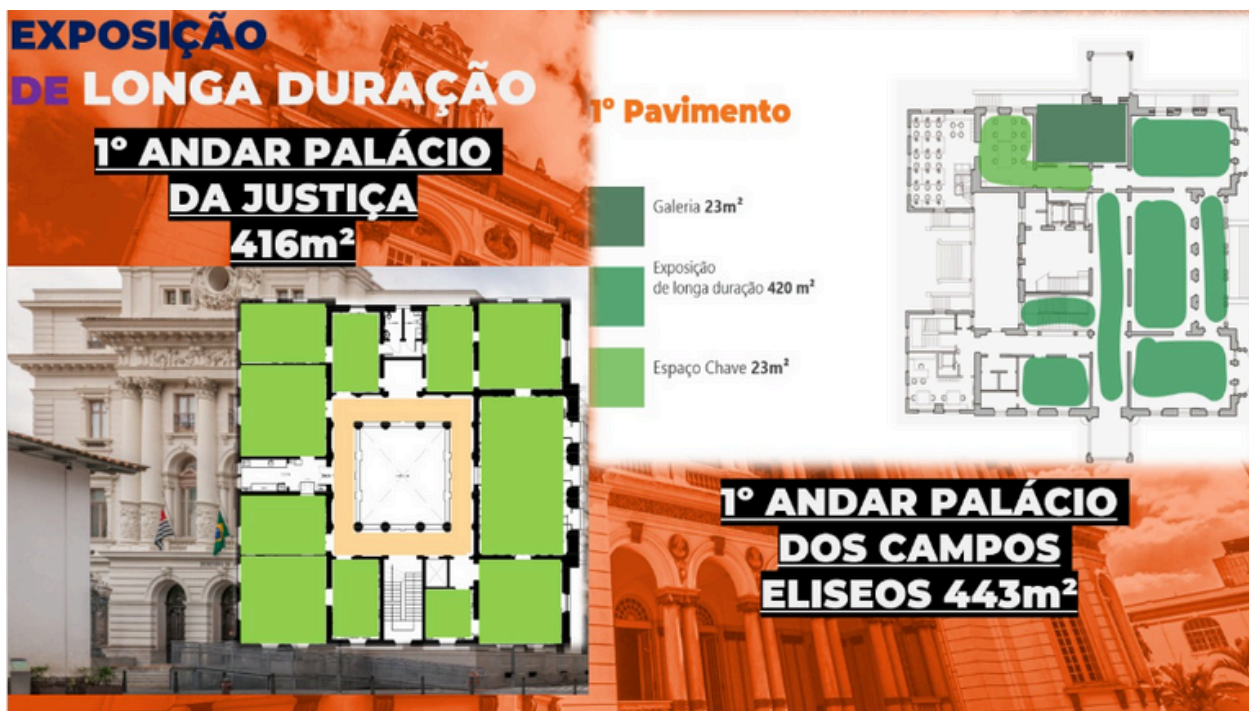 EXPOSIÇÃO
DE LONGA DURAÇÃO
1º ANDAR PALÁCIO
DA JUSTIÇA
416m²
1º Pavimento
Galeria 23m²
Exposição
de longa duração 420 m²
Espaço Chave 23m²
1º ANDAR PALÁCIO
DOS CAMPOS
ELISEOS 443m²